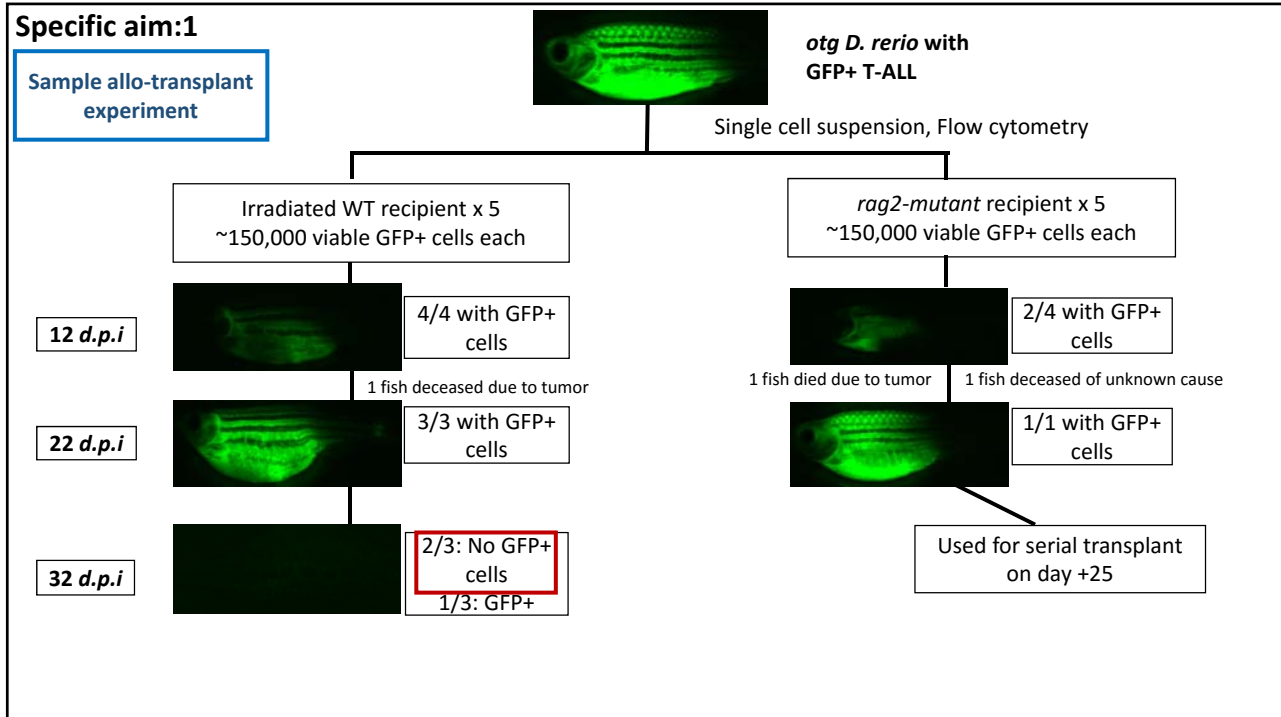 Specific aim:1
Sample allo-transplant
experiment
otg D. rerio with
GFP+ T-ALL
Single cell suspension, Flow cytometry
Irradiated WT recipient x 5
~150,000 viable GFP+ cells each
rag2-mutant recipient x 5
~150,000 viable GFP+ cells each
12 d.p.i
4/4 with GFP+
cells
2/4 with GFP+
cells
1 fish deceased due to tumor
1 fish died due to tumor
1 fish deceased of unknown cause
22 d.p.i
3/3 with GFP+
cells
1/1 with GFP+
cells
32 d.p.i
2/3: No GFP+
cells
1/3: GFP+
Used for serial transplant
on day +25